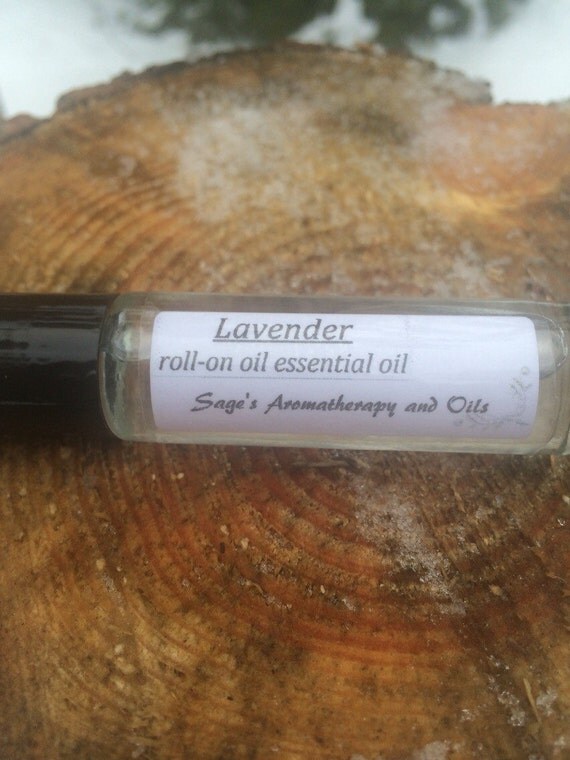 Lavender
roll-on oil essential oil
Sage's Aromatherapy and Oils